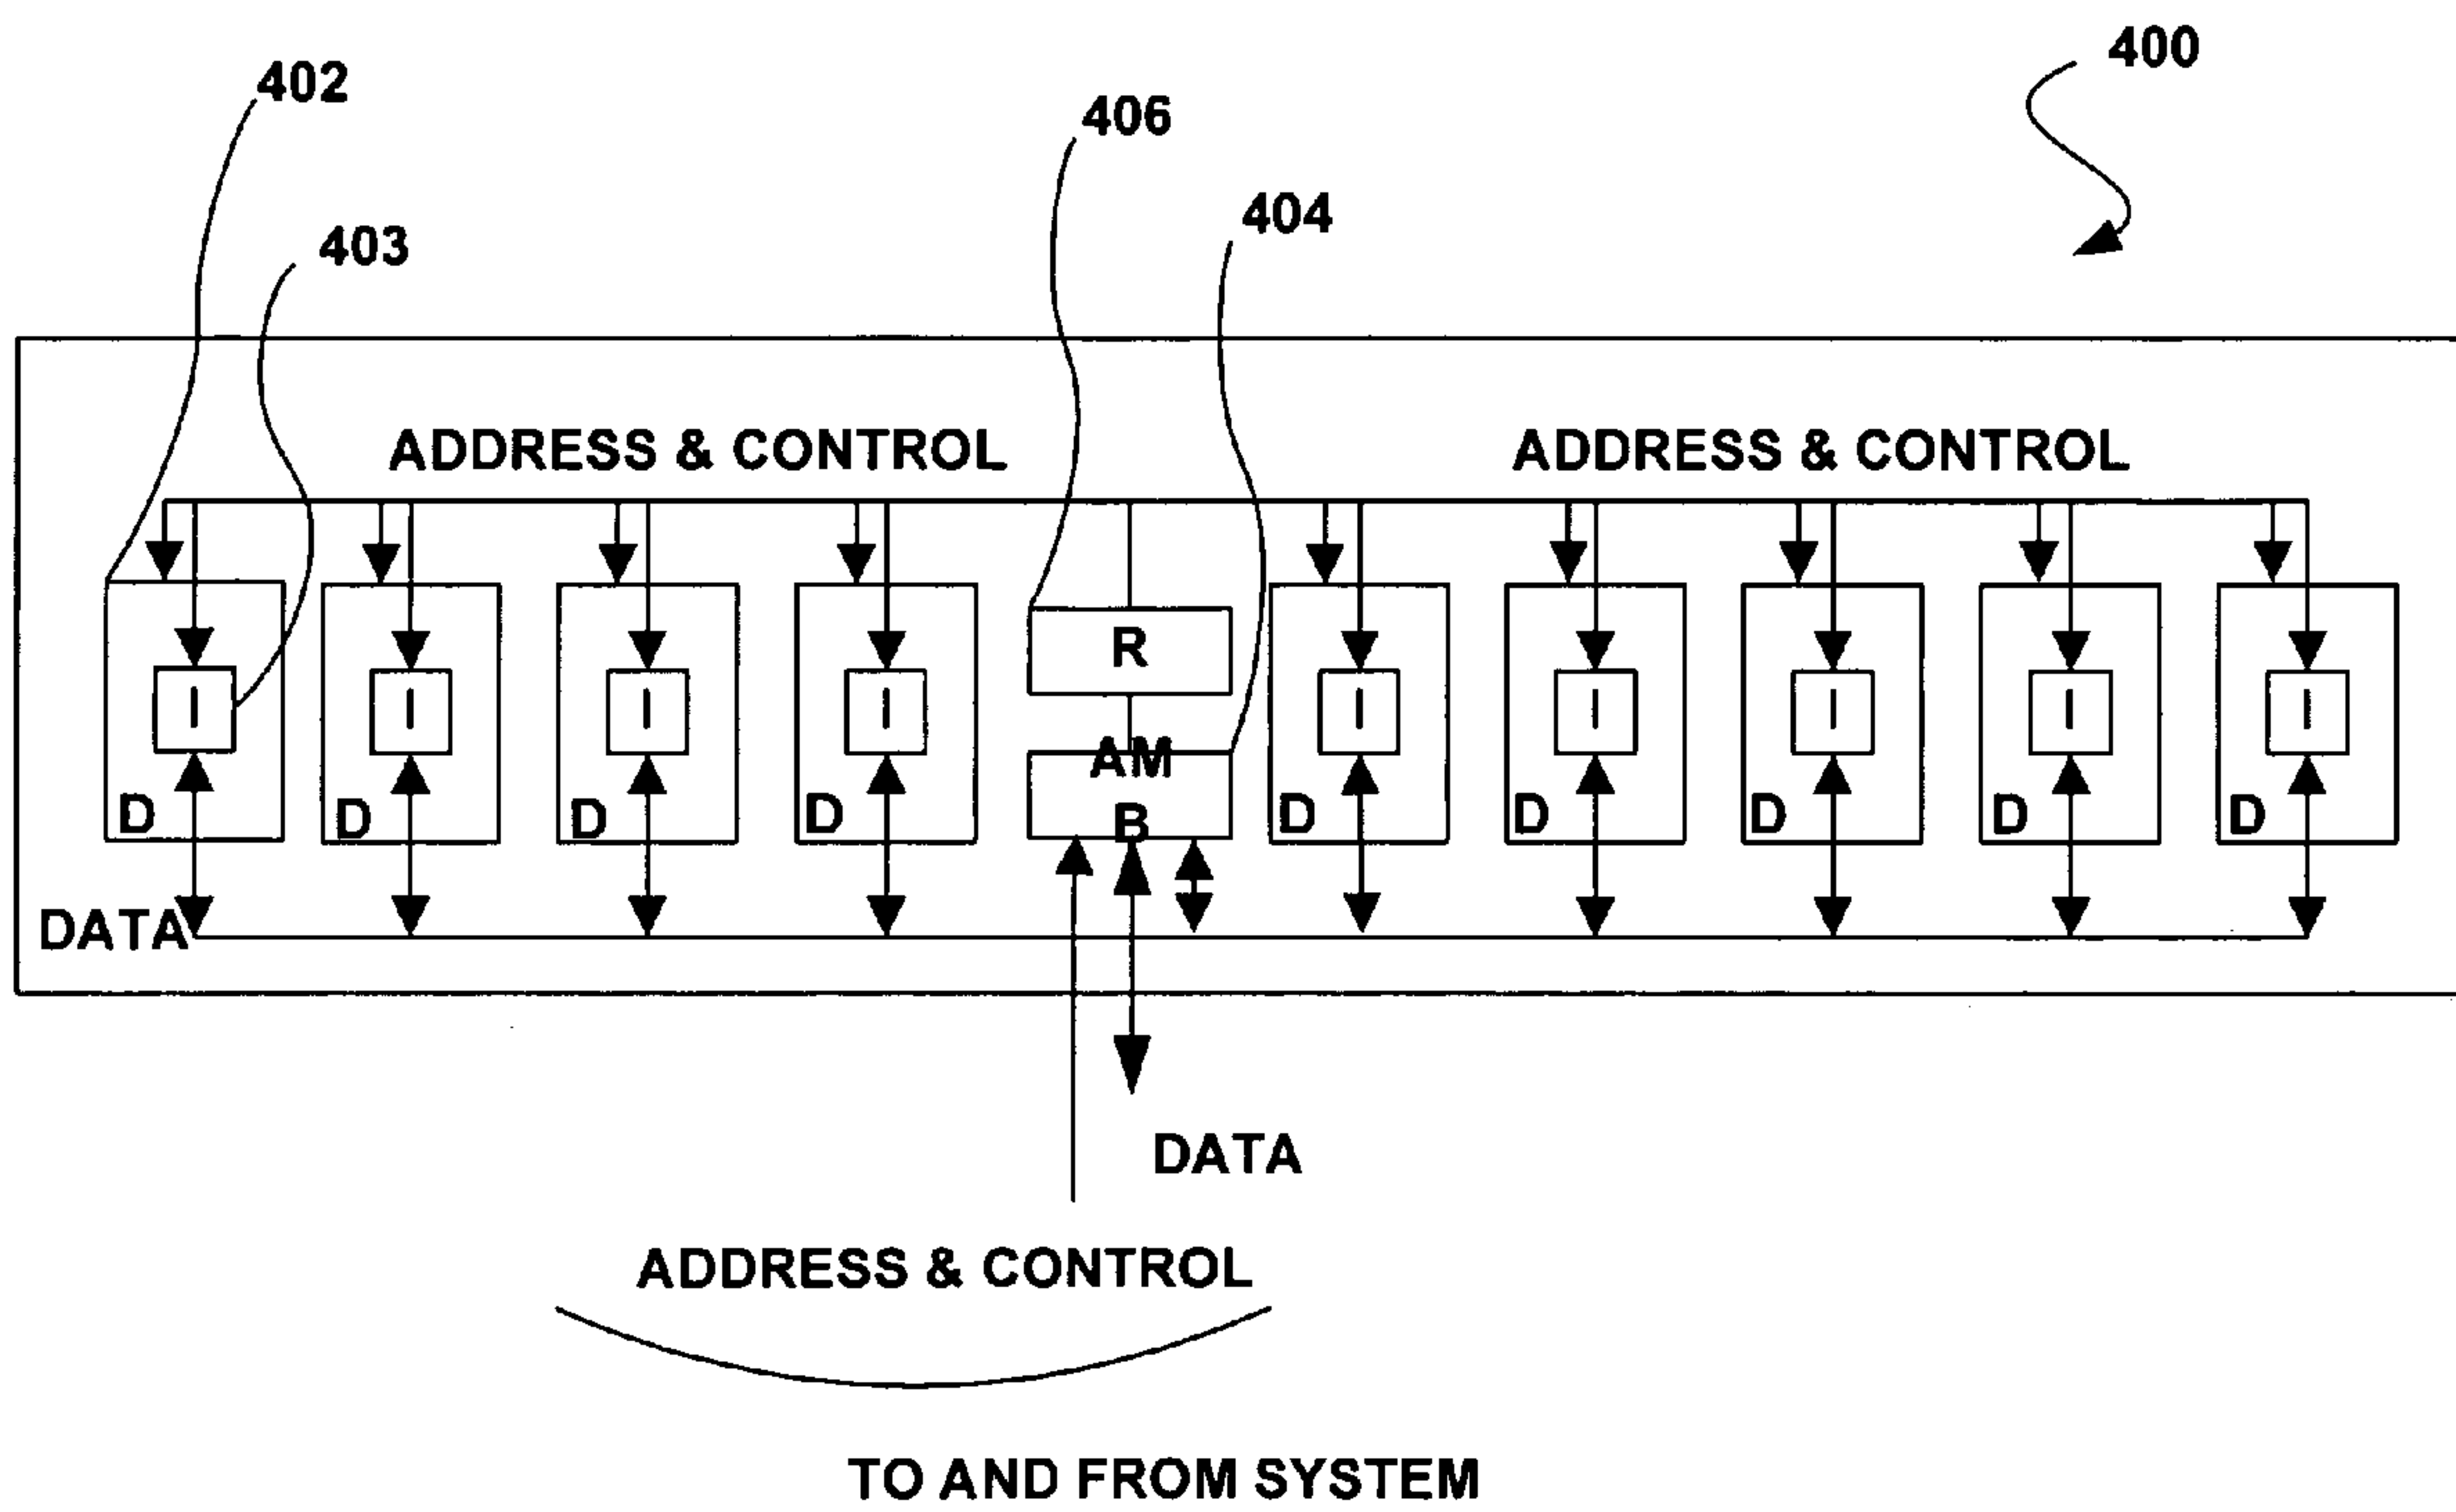 400
402
406
404
403
ADDRESS & CONTROL
ADDRESS & CONTROL
R
I
I
I
I
I
I
I
I
I
AM
B
D
D
D
D
D
D
D
D
D
DATA
DATA
ADDRESS & CONTROL
TO AND FROM SYSTEM